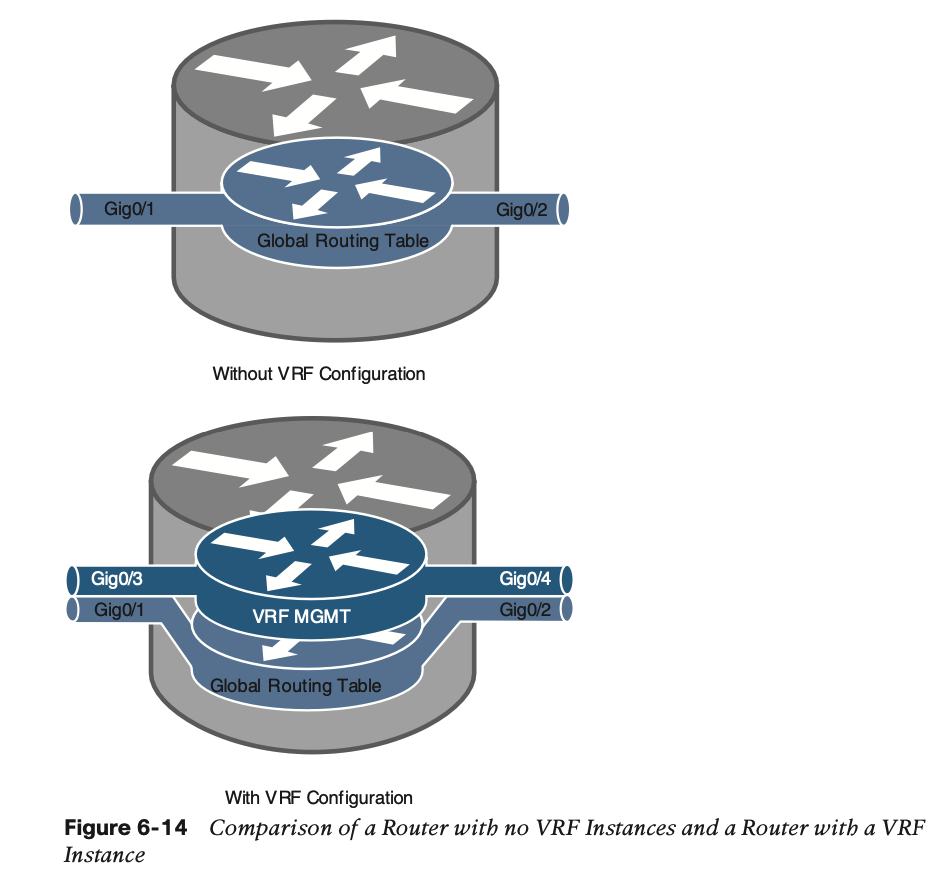 Gig0/1
Gig0/2
Global Routing Table
Without VRF Configuration
Gig0/3
Gig0/4
Gig0/1
Gig0/2
VRF MGMT
Global Routing Table
With VRF Configuration
Figure 6-14 Comparison of a Router with no VRF Instances and a Router with a VRF
Instance